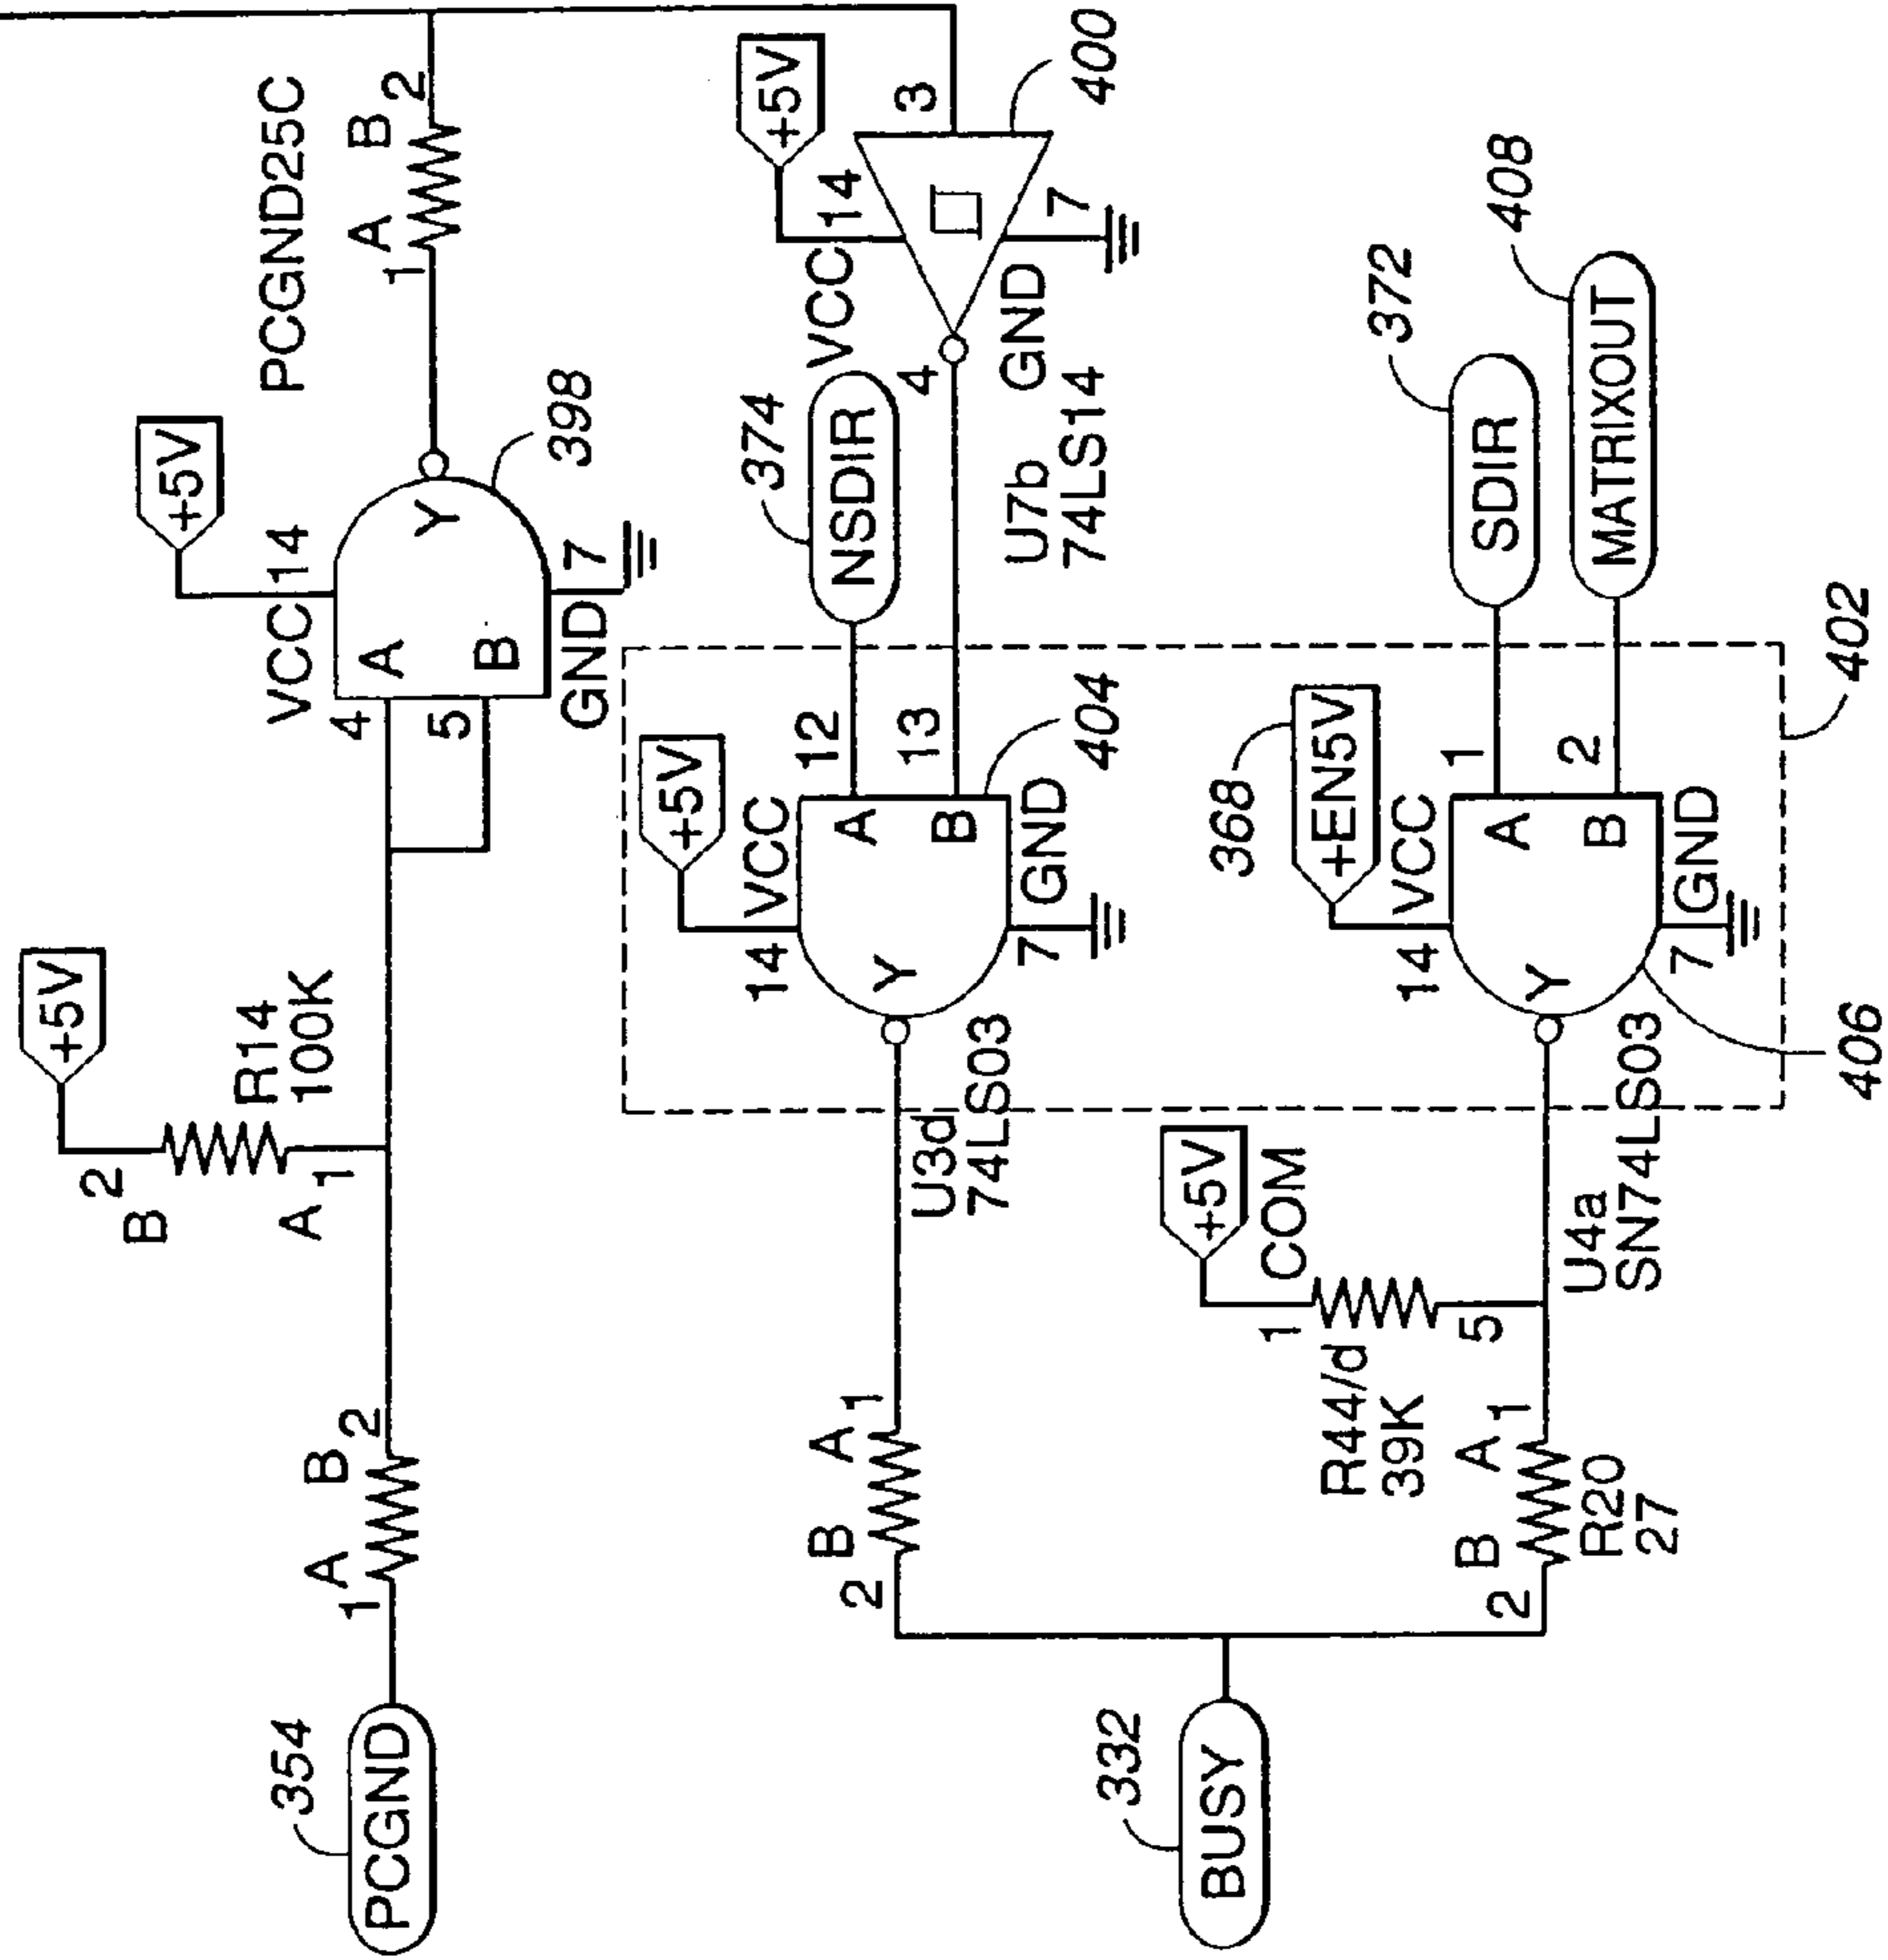 354
PCGND
1
A
B
2
+5V
2
B
R14
100K
A
1
+5V
VCC
14
4
A
5
B
Y
GND
7
398
PCGND25C
1
A
B
2
+5V
VCC
14
3
4
GND
7
400
U7b
74LS14
374
NSDIR
+5V
14
VCC
12
A
13
B
Y
7
GND
404
U3d
74LS03
2
B
A
1
332
BUSY
+5V
1
COM
R44/d
39K
5
2
B
A
1
R20
27
368
+EN5V
14
VCC
1
A
2
B
Y
7
GND
406
U4a
SN74LS03
372
SDIR
408
MATRIXOUT
402